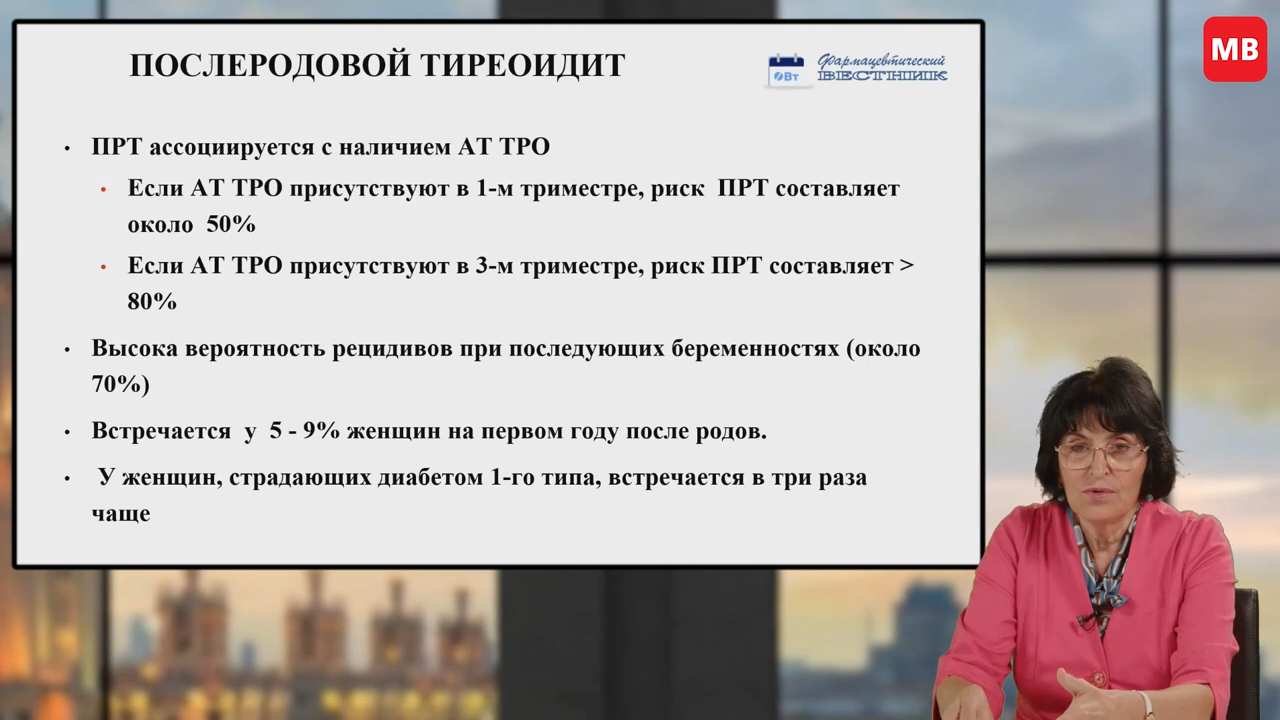 ПОСЛЕРОДОВОЙ ТИРЕОИДИТ
ФВт
Фармацевтический
ВЕСТНИК
МВ
• ПРТ ассоциируется с наличием АТ ТРО
• Если АТ ТРО присутствуют в 1-м триместре, риск ПРТ составляет
около 50%
• Если АТ ТРО присутствуют в 3-м триместре, риск ПРТ составляет >
80%
• Высока вероятность рецидивов при последующих беременностях (около
70%)
• Встречается у 5 - 9% женщин на первом году после родов.
• У женщин, страдающих диабетом 1-го типа, встречается в три раза
чаще